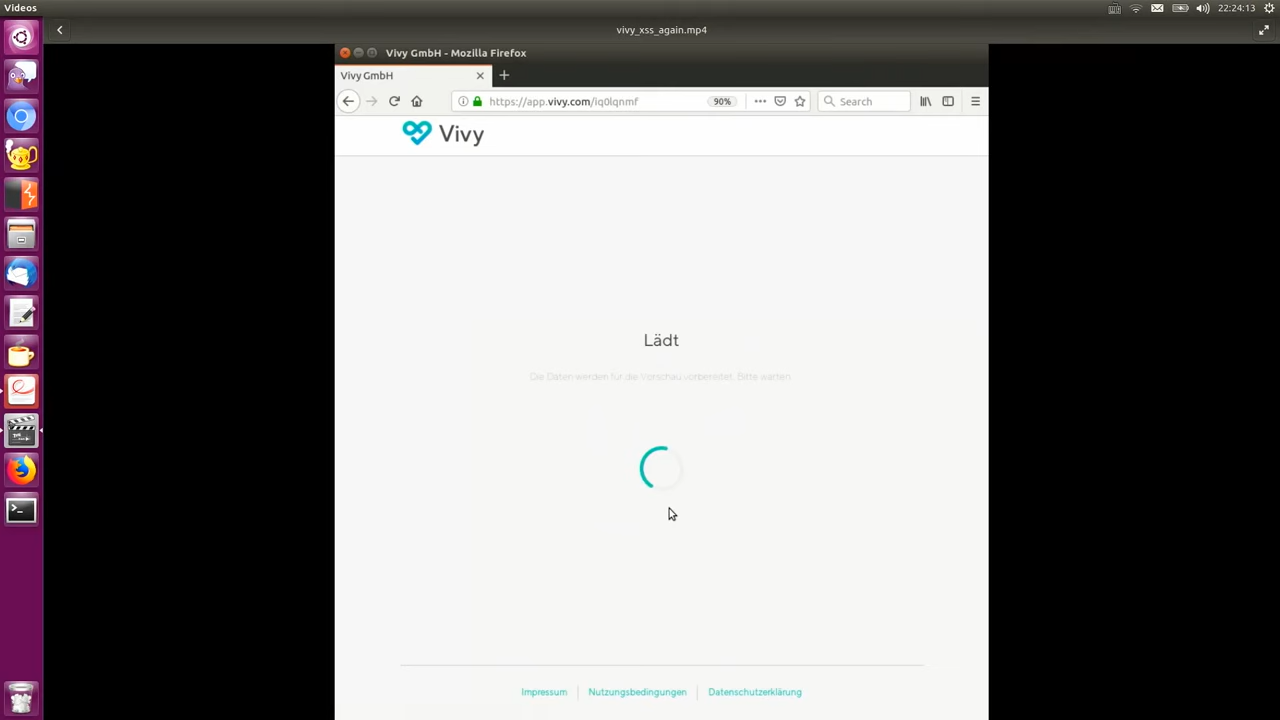 Videos
22:24:13
vivy_xss_again.mp4
Vivy GmbH - Mozilla Firefox
Vivy GmbH
https://app.vivy.com/iq0lqnmf
90%
Search
Vivy
Lädt
Die Daten werden für die Vorschau vorbereitet. Bitte warten.
Impressum
Nutzungsbedingungen
Datenschutzerklärung